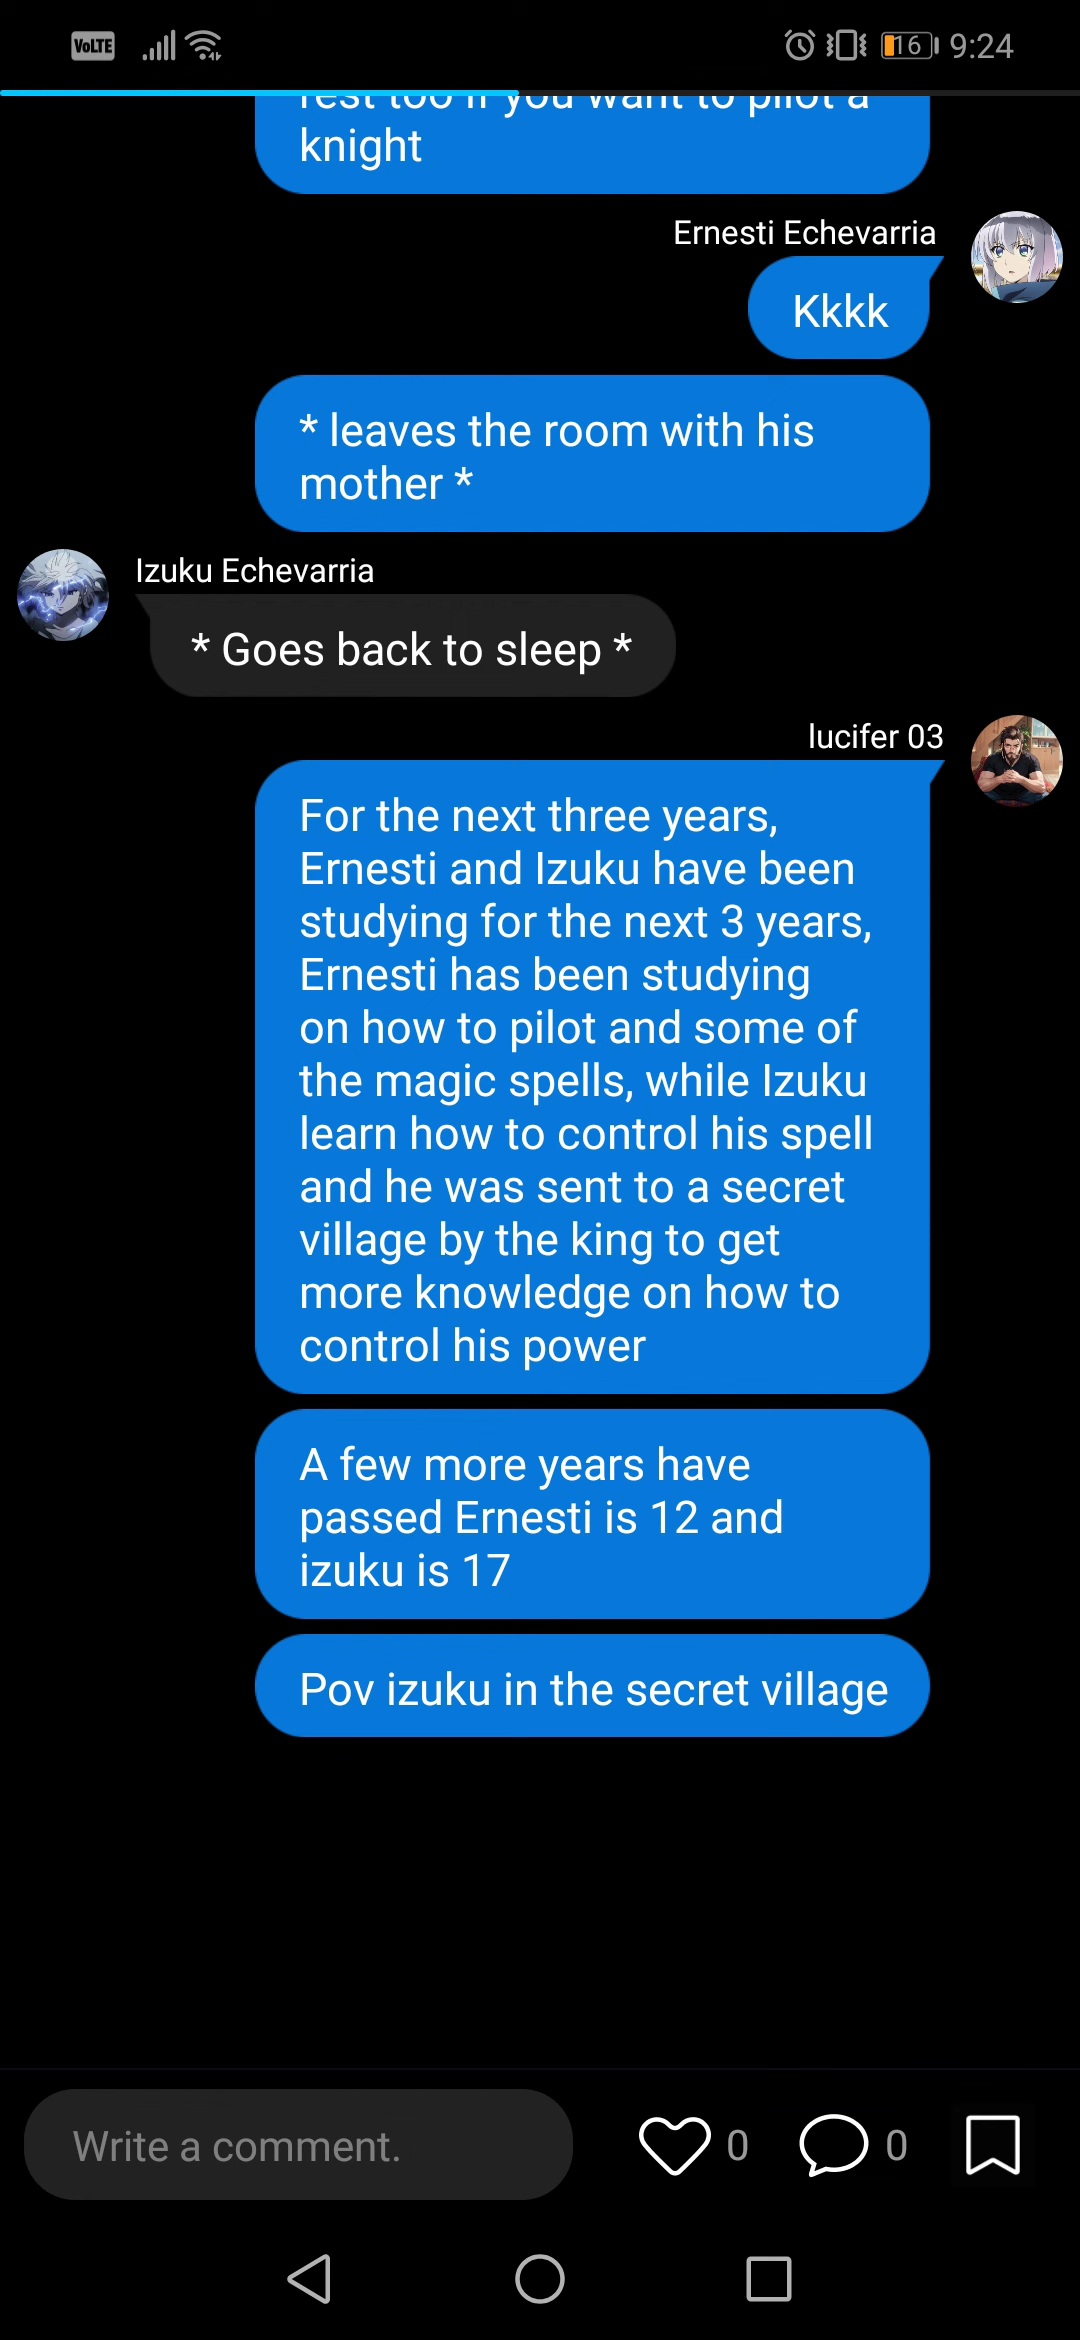 VoLTE
16
9:24
rest too if you want to pilot a
knight
Ernesti Echevarria
Kkkk
* leaves the room with his
mother *
Izuku Echevarria
* Goes back to sleep *
lucifer 03
For the next three years,
Ernesti and Izuku have been
studying for the next 3 years,
Ernesti has been studying
on how to pilot and some of
the magic spells, while Izuku
learn how to control his spell
and he was sent to a secret
village by the king to get
more knowledge on how to
control his power
A few more years have
passed Ernesti is 12 and
izuku is 17
Pov izuku in the secret village
Write a comment.
0
0